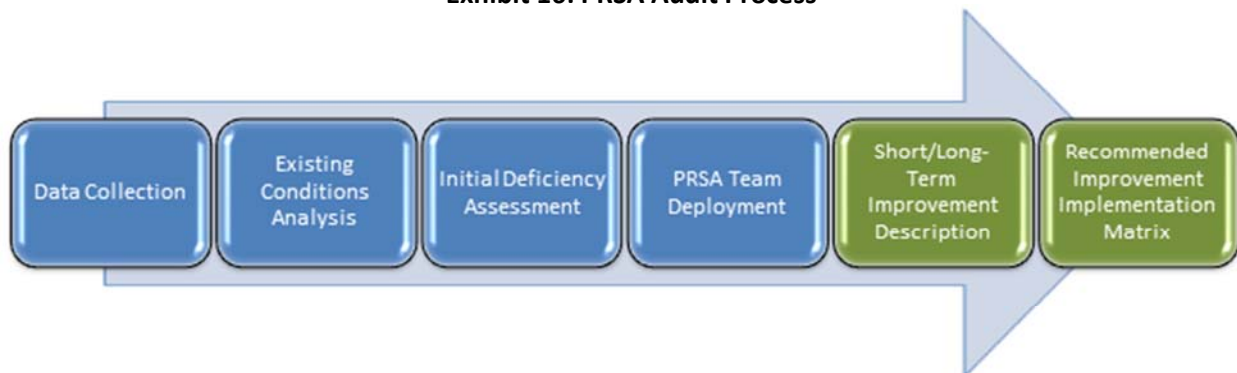 Exhibit 10: PRSA Audit Process
Data Collection
Existing
Conditions
Analysis
Initial Deficiency
Assessment
PRSA Team
Deployment
Short/Long-
Term
Improvement
Description
Recommended
Improvement
Implementation
Matrix